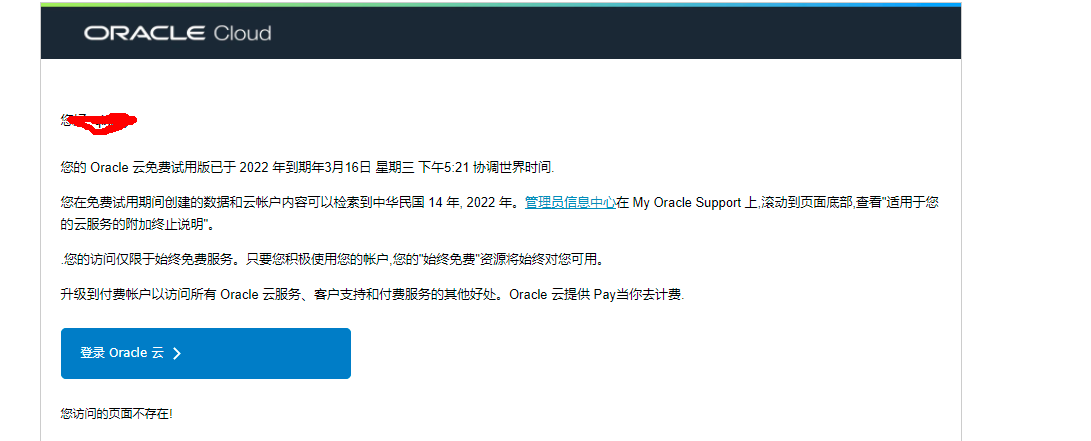 ORACLE Cloud
您的 Oracle 云免费试用版已于 2022 年到期年3月16日 星期三 下午5:21 协调世界时间.
您在免费试用期间创建的数据和云帐户内容可以检索到中华民国 14 年, 2022 年。管理员信息中心在 My Oracle Support 上,滚动到页面底部,查看"适用于您
的云服务的附加终止说明"。
.您的访问仅限于始终免费服务。只要您积极使用您的帐户,您的"始终免费"资源将始终对您可用。
升级到付费帐户以访问所有 Oracle 云服务、客户支持和付费服务的其他好处。Oracle 云提供 Pay当你去计费.
登录 Oracle 云
您访问的页面不存在!